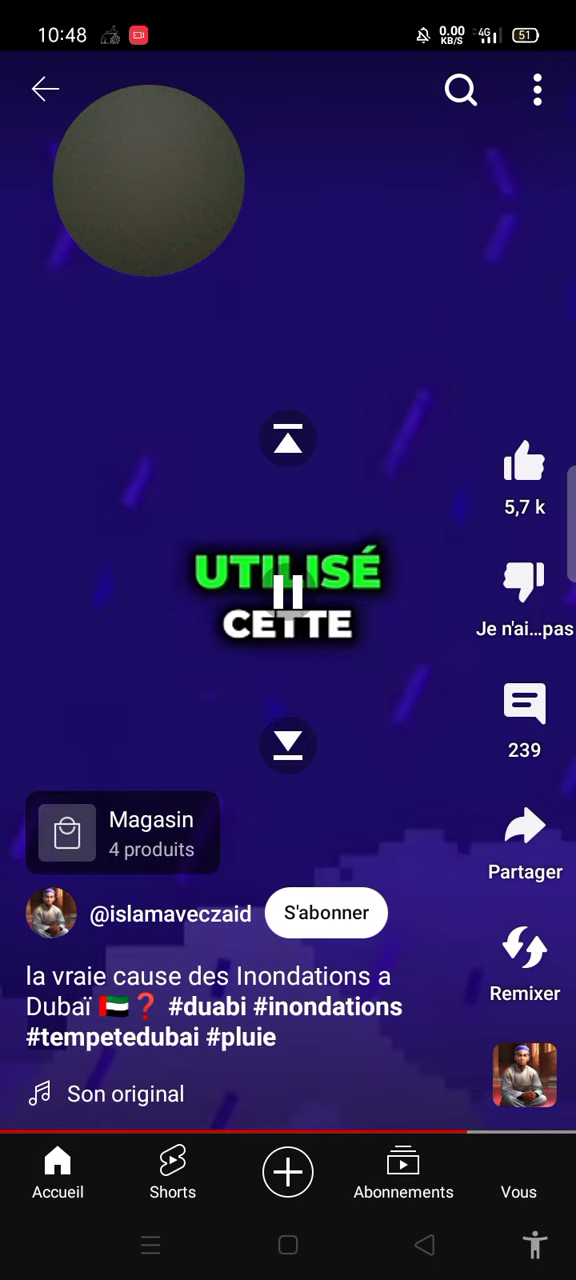 10:48
0.00
KB/S
4G
51
UTILISÉ
CETTE
5,7 k
Je n'ai...pas
239
Partager
Remixer
Magasin
4 produits
@islamaveczaid
S'abonner
la vraie cause des Inondations a
Dubaï 🇦🇪❓ #duabi #inondations
#tempetedubai #pluie
Son original
Accueil
Shorts
Abonnements
Vous